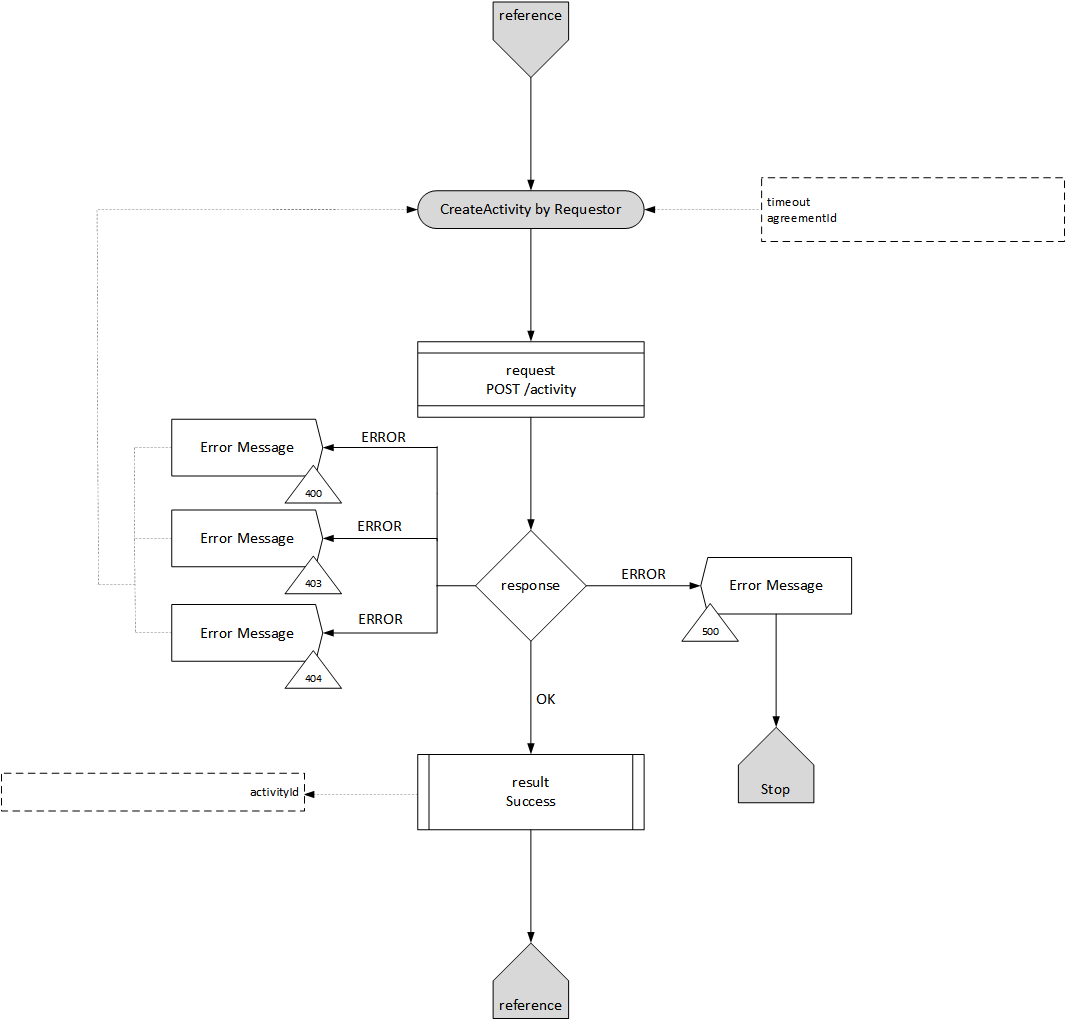 reference
CreateActivity by Requestor
timeout
agreementId
request
POST /activity
ERROR
Error Message
400
ERROR
Error Message
403
ERROR
Error Message
404
response
ERROR
Error Message
500
OK
Stop
result
Success
activityId
reference